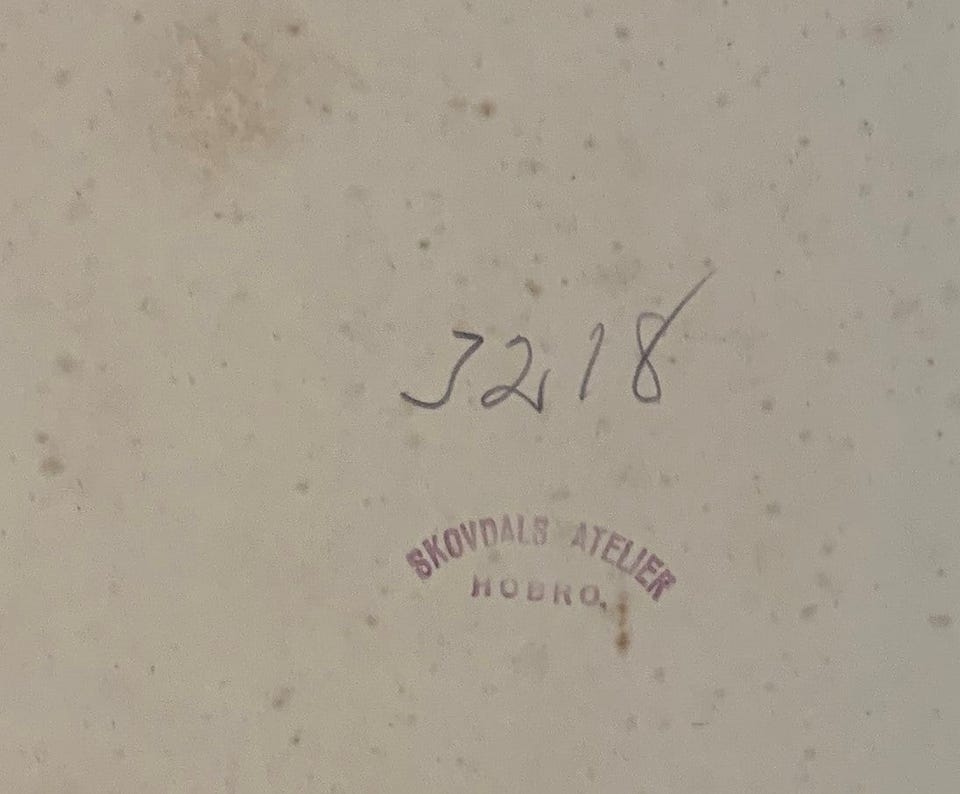 3218
SKOVDALS ATELIER
HOBRO.